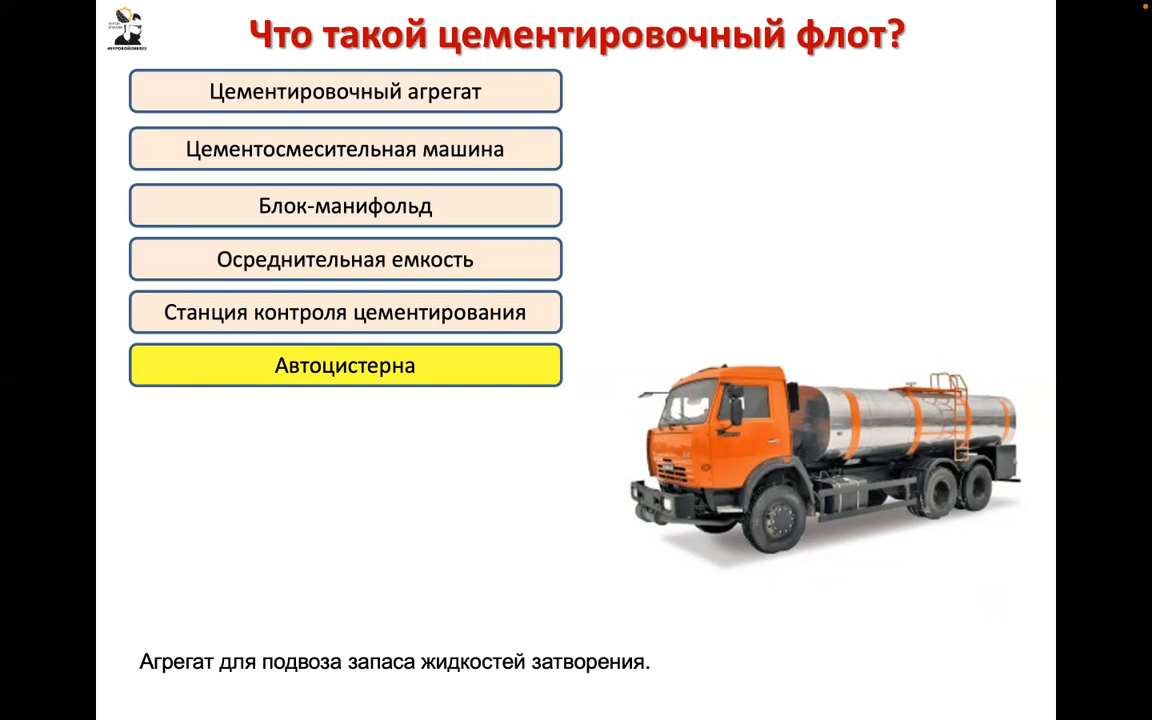 Что такой цементировочный флот?
Цементировочный агрегат
Цементосмесительная машина
Блок-манифольд
Осреднительная емкость
Станция контроля цементирования
Автоцистерна
Агрегат для подвоза запаса жидкостей затворения.